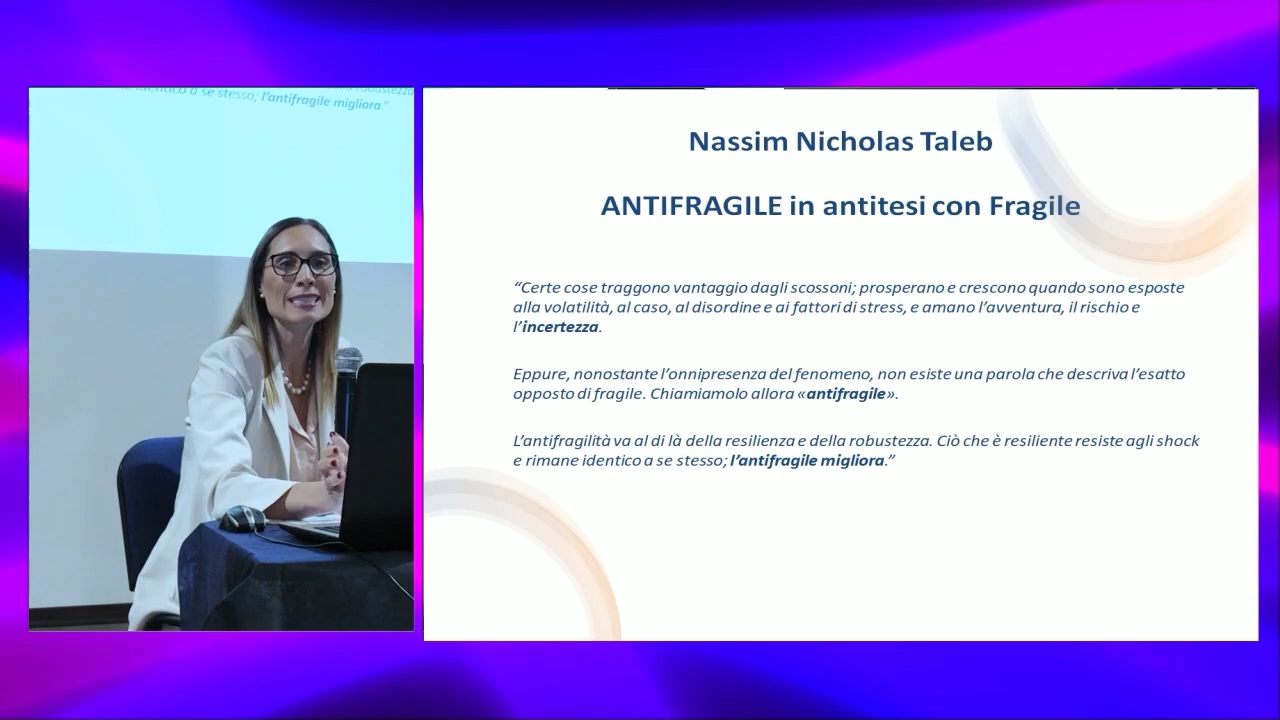 identico a se stesso; l'antifragile migliora.”
Nassim Nicholas Taleb
ANTIFRAGILE in antitesi con Fragile
“Certe cose traggono vantaggio dagli scossoni; prosperano e crescono quando sono esposte
alla volatilità, al caso, al disordine e ai fattori di stress, e amano l’avventura, il rischio e
l’incertezza.
Eppure, nonostante l’onnipresenza del fenomeno, non esiste una parola che descriva l’esatto
opposto di fragile. Chiamiamolo allora «antifragile».
L’antifragilità va al di là della resilienza e della robustezza. Ciò che è resiliente resiste agli shock
e rimane identico a se stesso; l’antifragile migliora.”